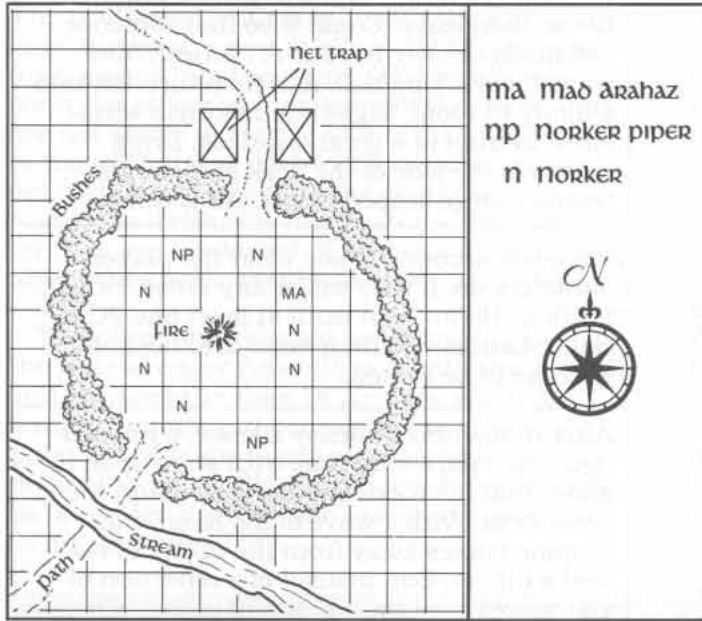 Net trap
ma mad arahaz
np norker piper
n norker
Bushes
NP N
N MA
Fire N
N N
N
NP
N
Stream
Path